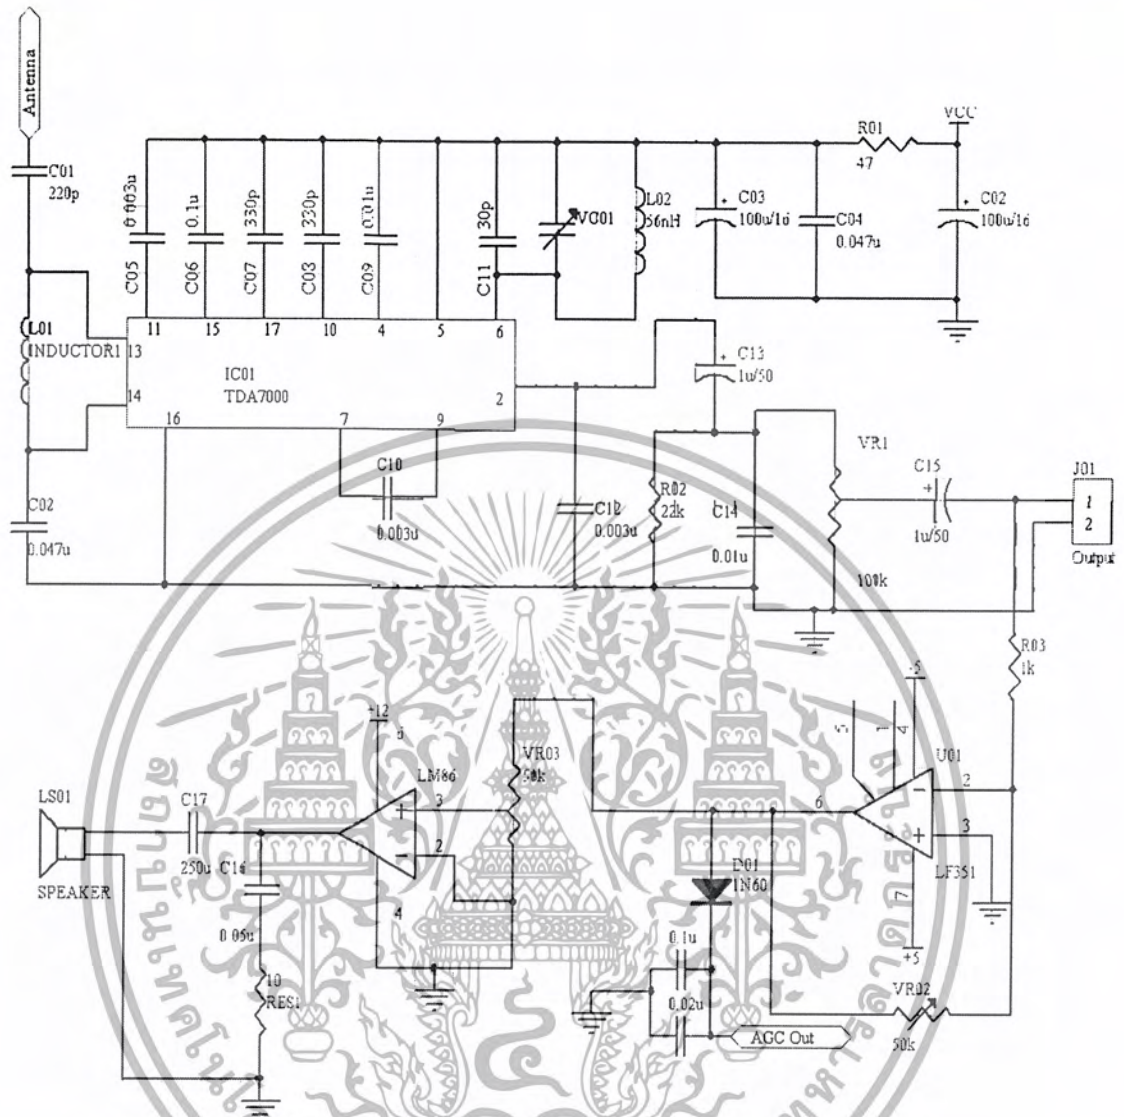 Antenna
C01
220p
0.003u
C05
0.1u
C06
330p
C07
330p
C03
0.01u
C09
30p
C11
VC01
L02
56nH
C03
100u/16
C04
0.047u
R01
47
VCC
C02
100u/16
L01
INDUCTOR1
11
15
17
10
4
5
6
13
14
IC01
TDA7000
2
16
7
9
C10
0.003u
C13
1u/50
C02
0.047u
C12
0.003u
R02
22k
C14
0.01u
VR1
100k
C15
1u/50
J01
1
2
Output
R03
1k
-5
5
1
4
U01
2
3
6
LF351
7
+5
VR02
50k
+12
6
VR03
50k
LM86
3
2
4
LS01
SPEAKER
C17
250u
C16
0.05u
10
RES1
D01
1N60
0.1u
0.02u
AGC Out